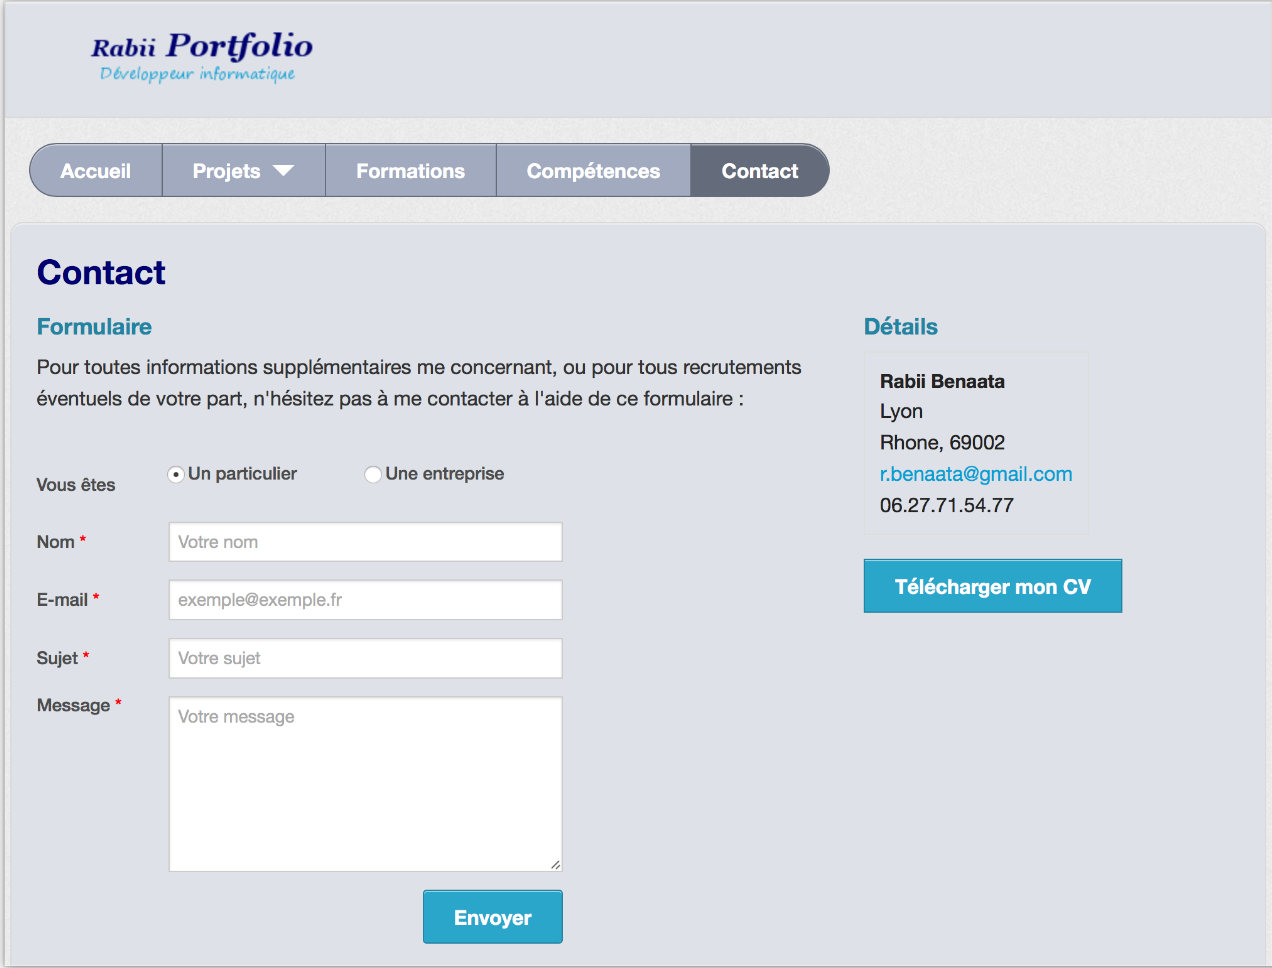 Rabii Portfolio
Développeur informatique
Accueil
Projets
Formations
Compétences
Contact
Contact
Formulaire
Pour toutes informations supplémentaires me concernant, ou pour tous recrutements
éventuels de votre part, n'hésitez pas à me contacter à l'aide de ce formulaire :
Vous êtes
Un particulier
Une entreprise
Nom *
Votre nom
E-mail *
exemple@exemple.fr
Sujet *
Votre sujet
Message *
Votre message
Envoyer
Détails
Rabii Benaata
Lyon
Rhone, 69002
r.benaata@gmail.com
06.27.71.54.77
Télécharger mon CV